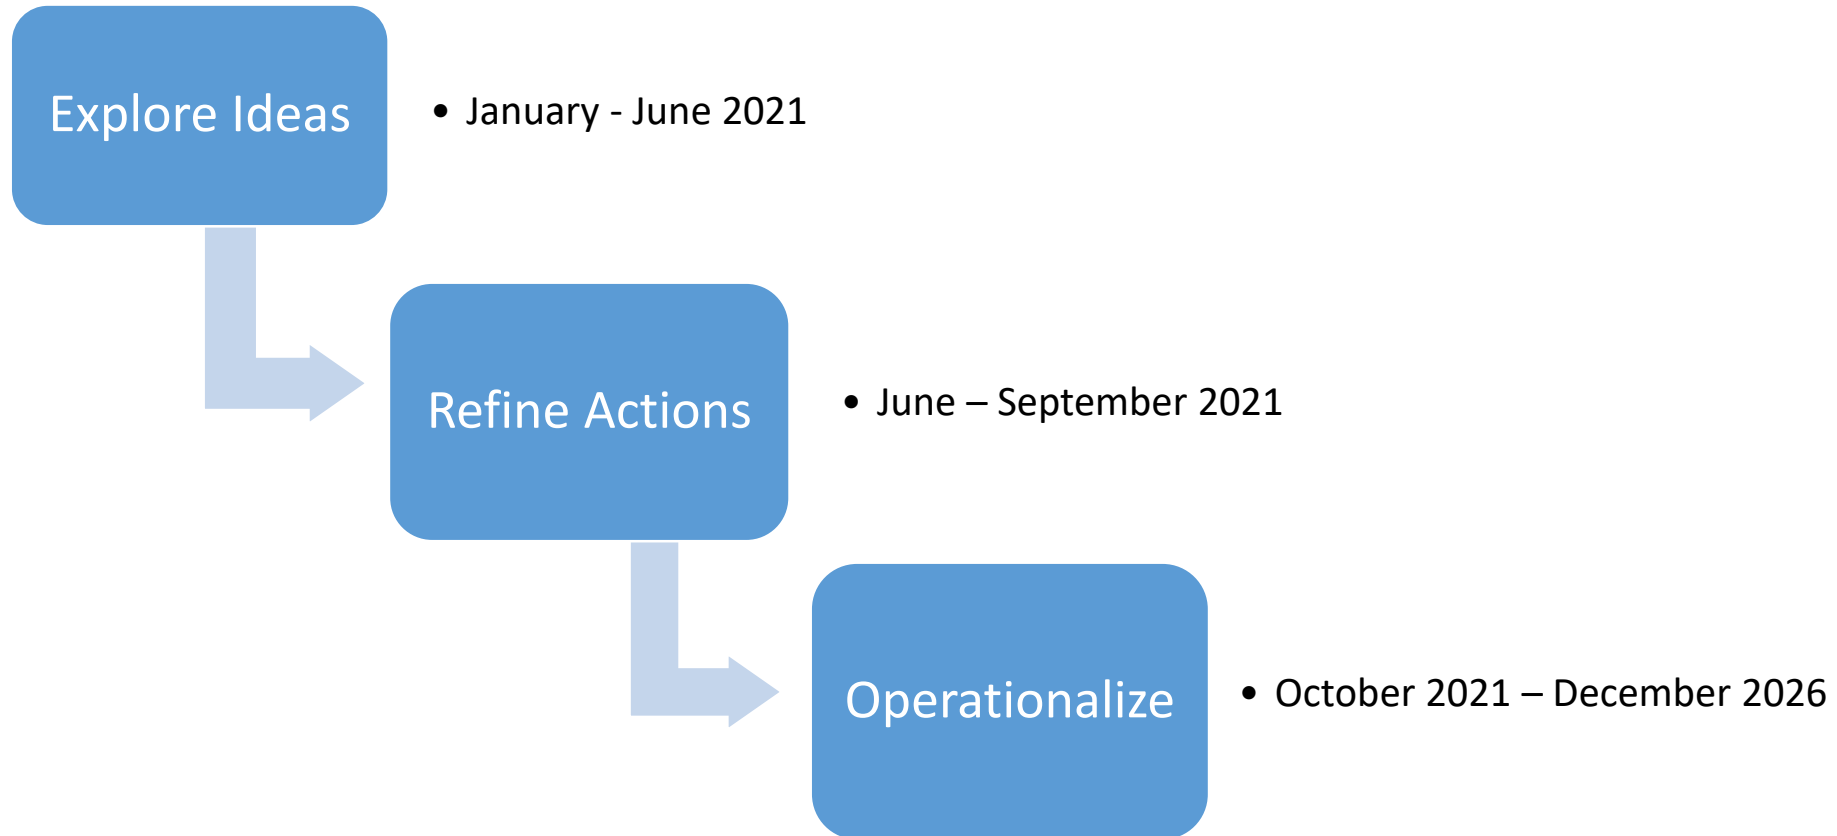 Explore Ideas
• January - June 2021
Refine Actions
• June – September 2021
Operationalize
• October 2021 – December 2026